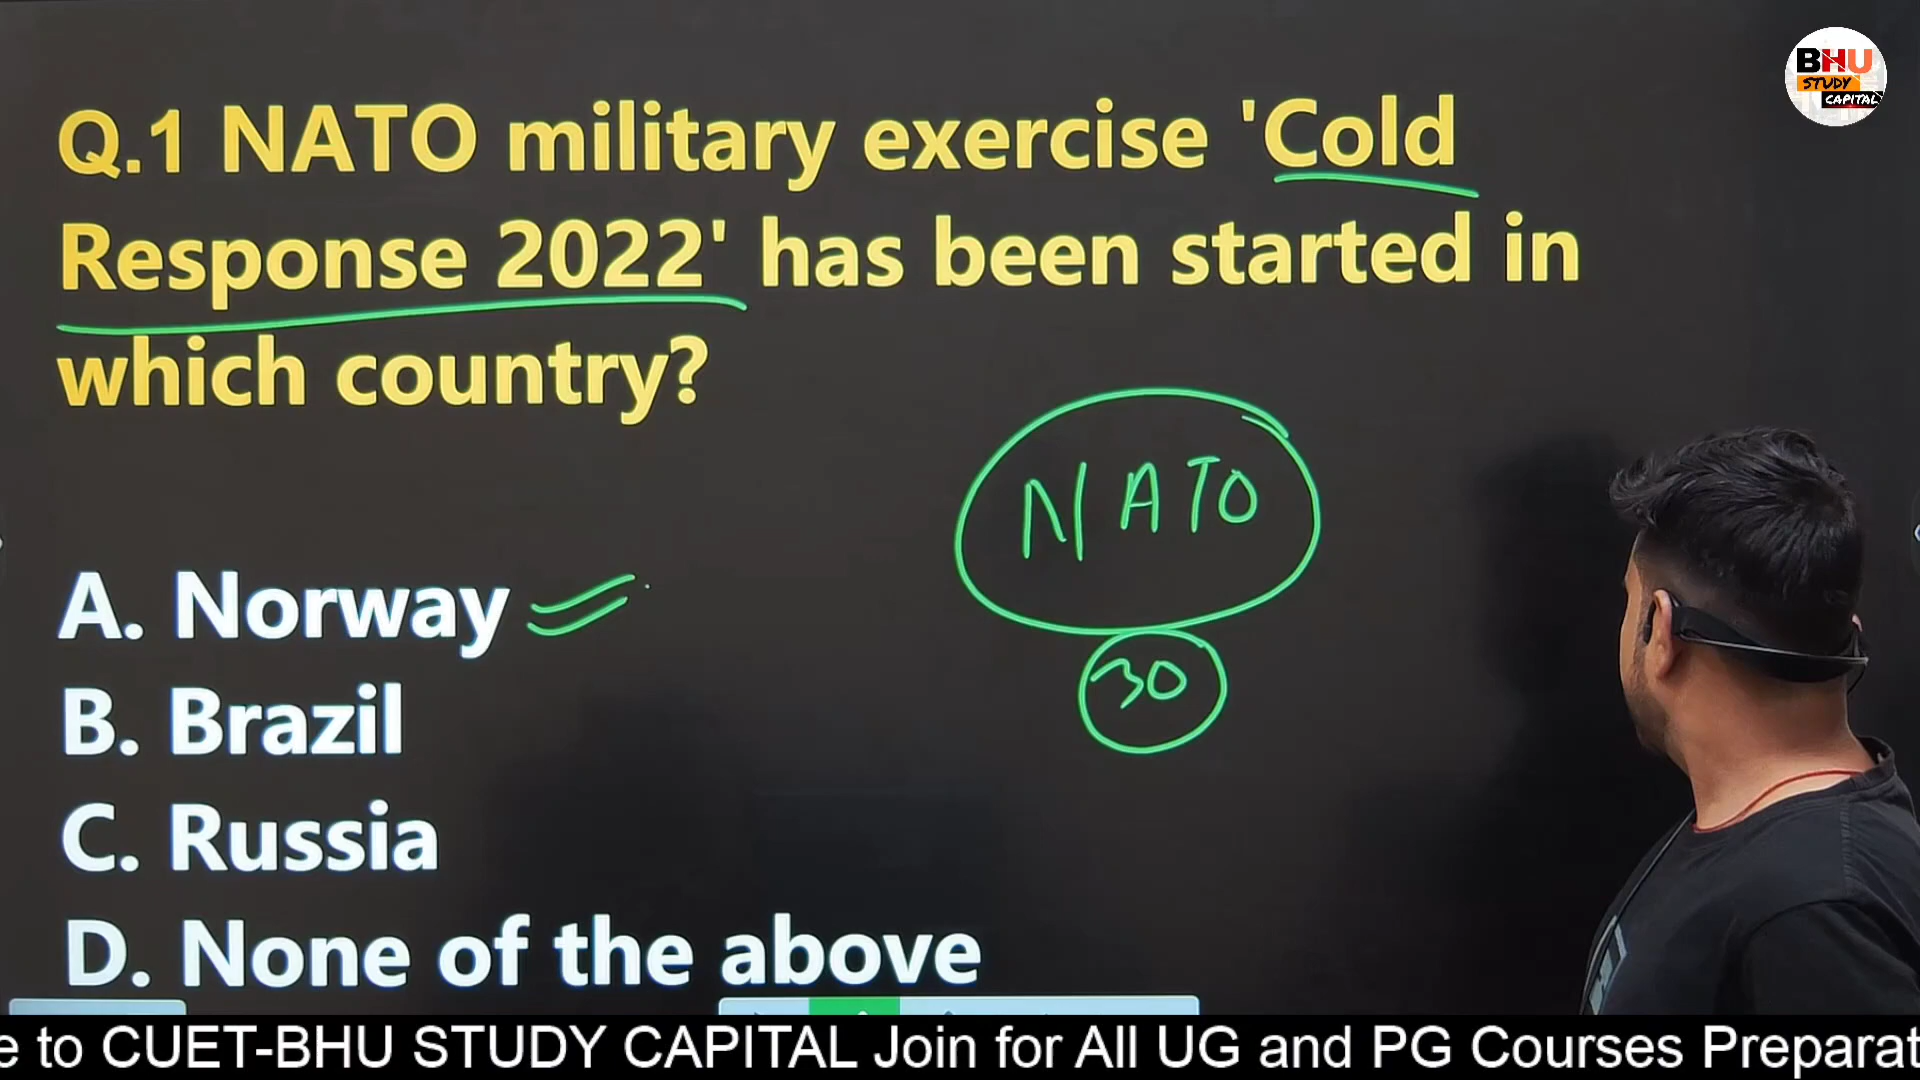 BHU
STUDY
CAPITAL
Q.1 NATO military exercise 'Cold
Response 2022' has been started in
which country?
NATO
30
A. Norway
B. Brazil
C. Russia
D. None of the above
e to CUET-BHU STUDY CAPITAL Join for All UG and PG Courses Preparat